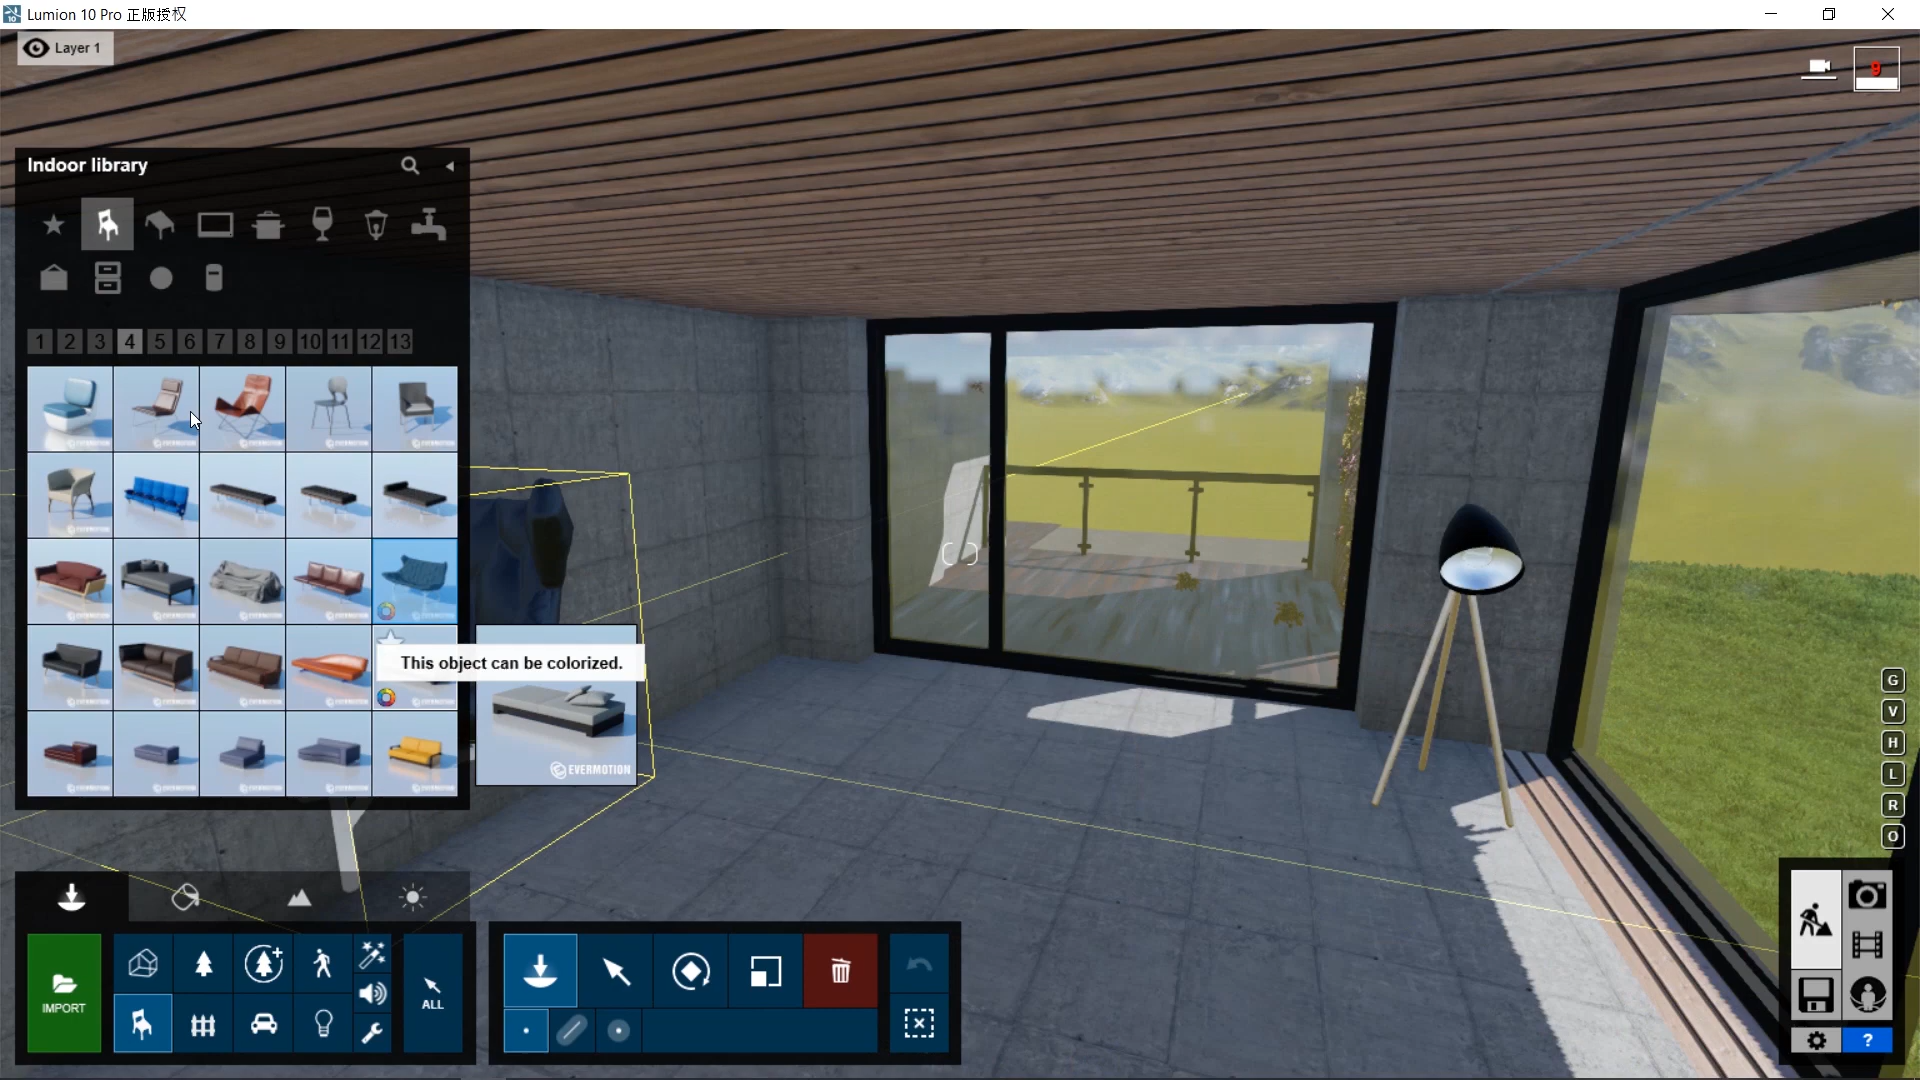 Lumion 10 Pro 正版授权
Layer 1
9
Indoor library
1 2 3 4 5 6 7 8 9 10 11 12 13
This object can be colorized.
EVERMOTION
G
V
H
L
R
O
IMPORT
ALL
?